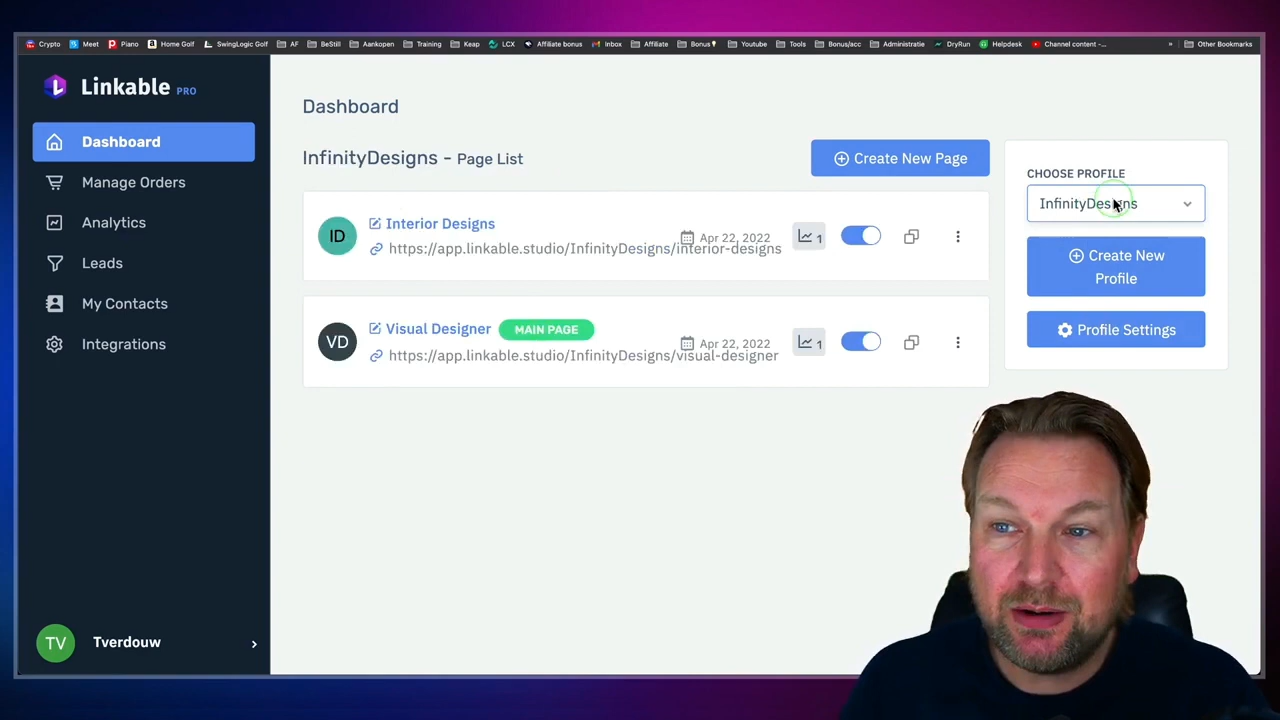 Crypto Meet Piano Home Golf SwingLogic Golf AF BeStill Aankopen Training Keap LCX Affiliate bonus Inbox Affiliate Bonus Youtube Tools Bonus/acc Administratie DryRun Helpdesk Channel content -... » Other Bookmarks
Linkable PRO
Dashboard
Manage Orders
Analytics
Leads
My Contacts
Integrations
TV Tverdouw
Dashboard
InfinityDesigns - Page List
Create New Page
ID Interior Designs
https://app.linkable.studio/InfinityDesigns/interior-designs
Apr 22, 2022
1
VD Visual Designer MAIN PAGE
https://app.linkable.studio/InfinityDesigns/visual-designer
Apr 22, 2022
1
CHOOSE PROFILE
InfinityDesigns
Create New
Profile
Profile Settings